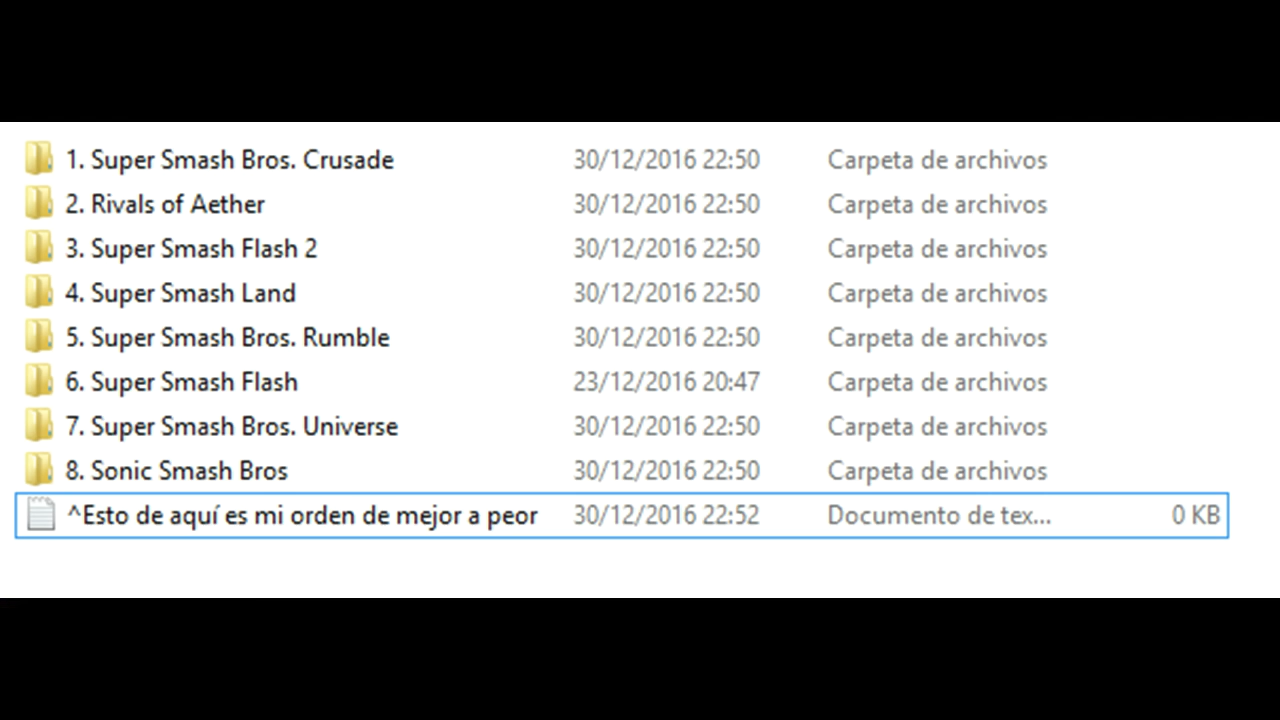 1. Super Smash Bros. Crusade 30/12/2016 22:50 Carpeta de archivos
2. Rivals of Aether 30/12/2016 22:50 Carpeta de archivos
3. Super Smash Flash 2 30/12/2016 22:50 Carpeta de archivos
4. Super Smash Land 30/12/2016 22:50 Carpeta de archivos
5. Super Smash Bros. Rumble 30/12/2016 22:50 Carpeta de archivos
6. Super Smash Flash 23/12/2016 20:47 Carpeta de archivos
7. Super Smash Bros. Universe 30/12/2016 22:50 Carpeta de archivos
8. Sonic Smash Bros 30/12/2016 22:50 Carpeta de archivos
^Esto de aquí es mi orden de mejor a peor 30/12/2016 22:52 Documento de tex... 0 KB